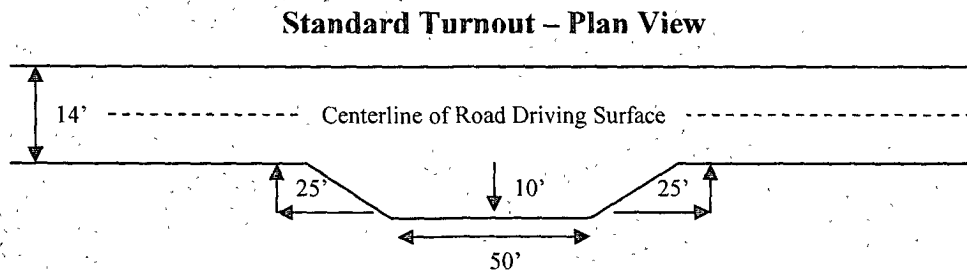 Standard Turnout – Plan View
14'
Centerline of Road Driving Surface
25'
10'
25'
50'